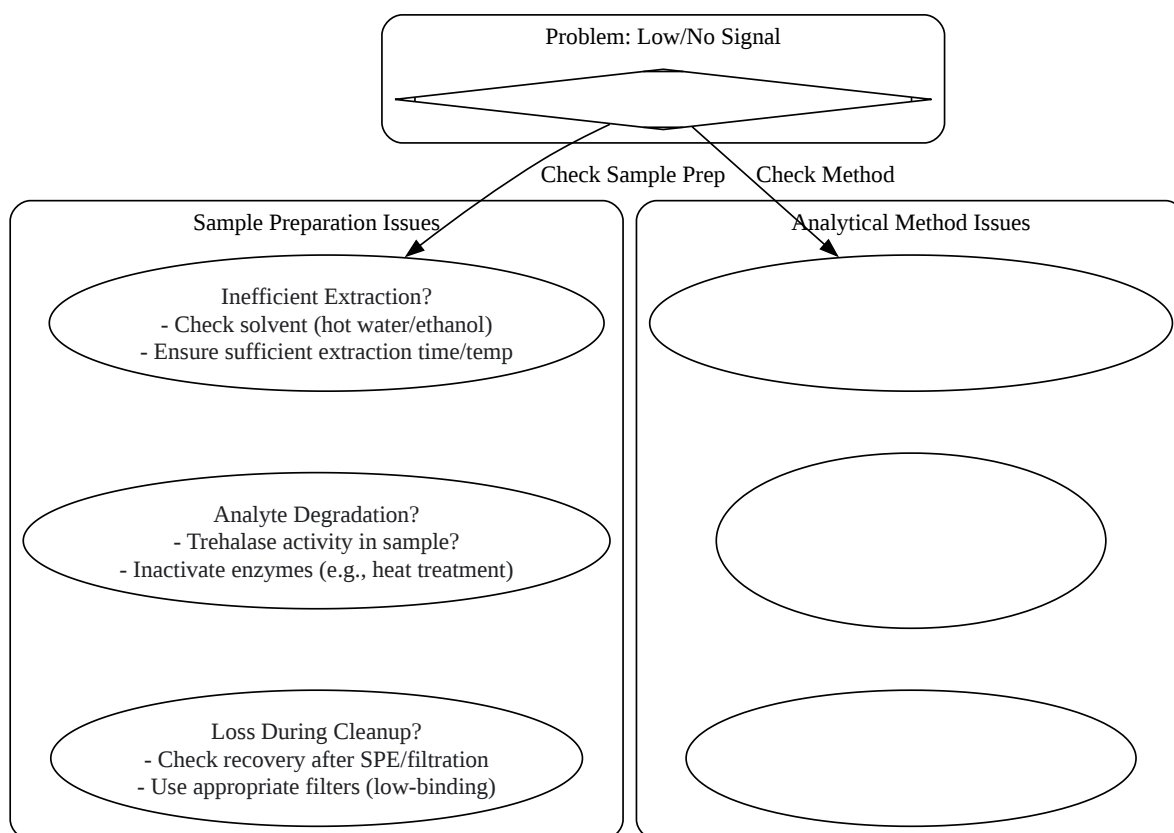 Problem: Low/No Signal
Check Sample Prep
Check Method
Sample Preparation Issues
Analytical Method Issues
Inefficient Extraction?
- Check solvent (hot water/ethanol)
- Ensure sufficient extraction time/temp
Analyte Degradation?
- Trehalase activity in sample?
- Inactivate enzymes (e.g., heat treatment)
Loss During Cleanup?
- Check recovery after SPE/filtration
- Use appropriate filters (low-binding)